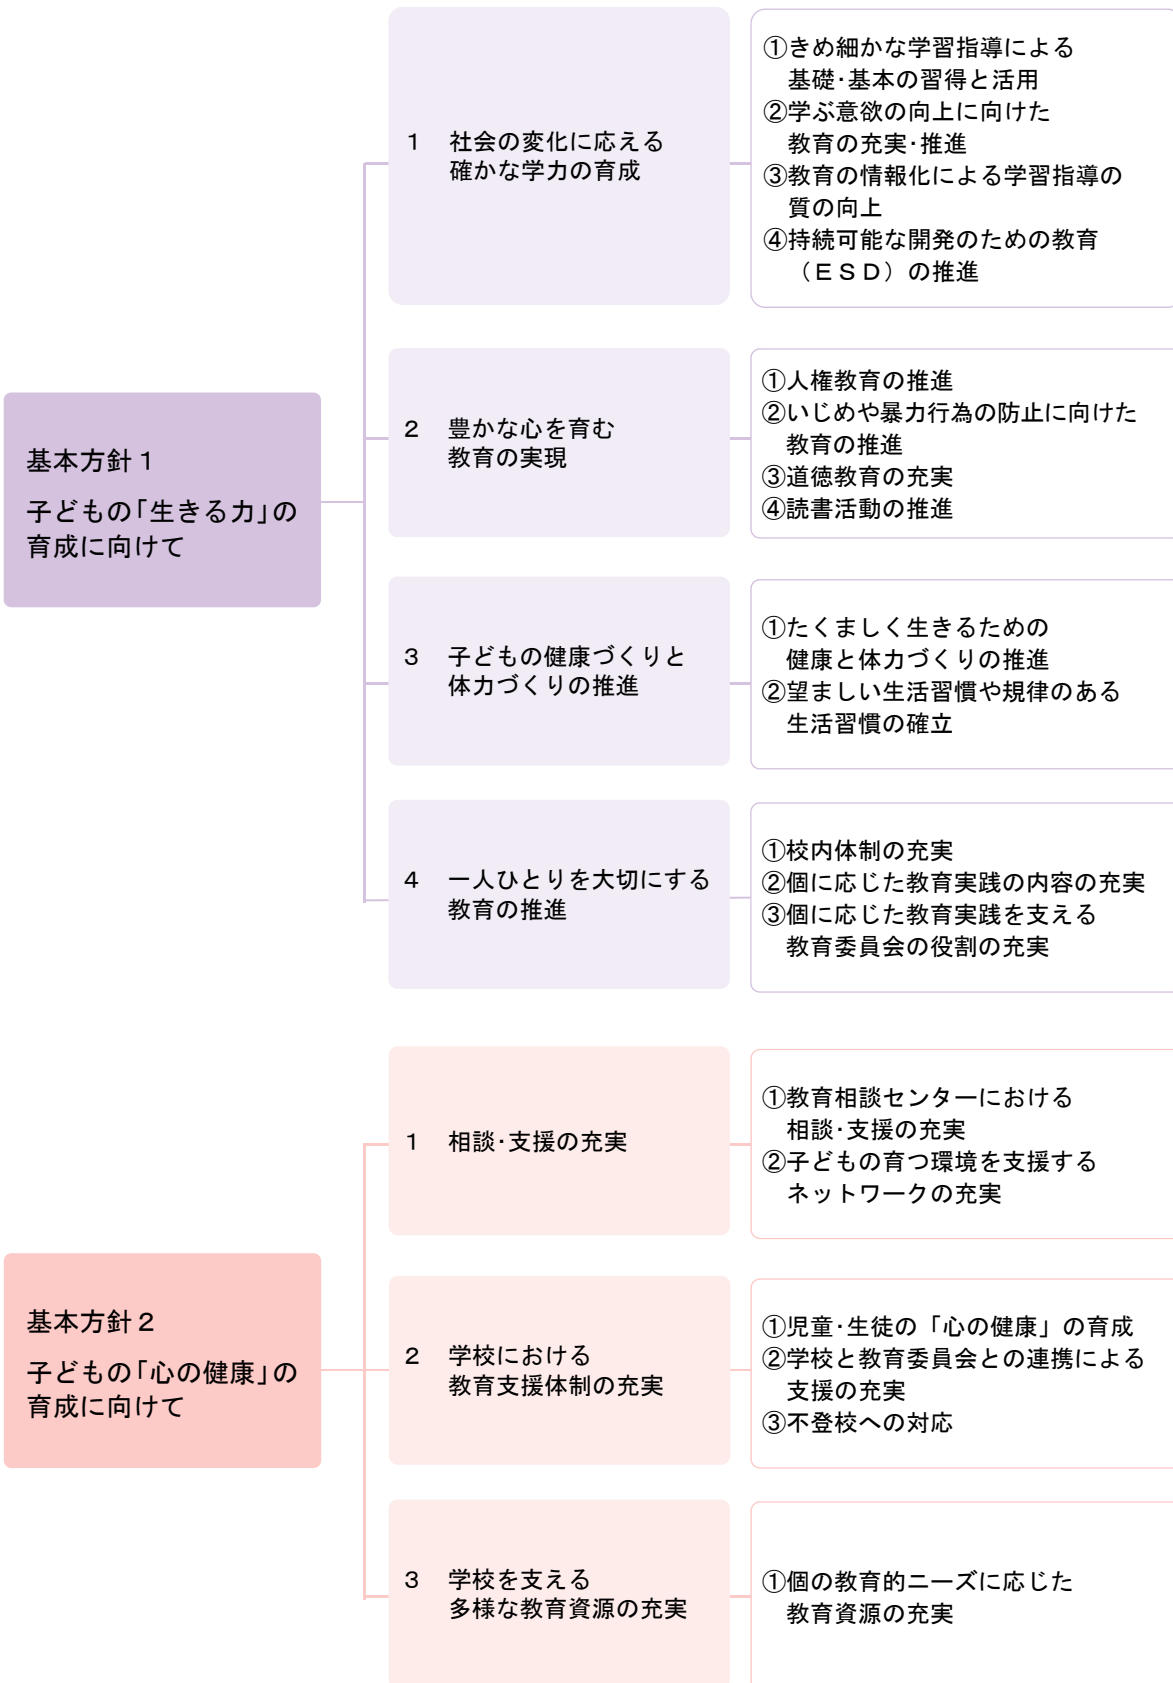 基本方針１
子どもの｢生きる力｣の
育成に向けて
１　社会の変化に応える
確かな学力の育成
①きめ細かな学習指導による
基礎･基本の習得と活用
②学ぶ意欲の向上に向けた
教育の充実･推進
③教育の情報化による学習指導の
質の向上
④持続可能な開発のための教育
（ＥＳＤ）の推進
２　豊かな心を育む
教育の実現
①人権教育の推進
②いじめや暴力行為の防止に向けた
教育の推進
③道徳教育の充実
④読書活動の推進
３　子どもの健康づくりと
体力づくりの推進
①たくましく生きるための
健康と体力づくりの推進
②望ましい生活習慣や規律のある
生活習慣の確立
４　一人ひとりを大切にする
教育の推進
①校内体制の充実
②個に応じた教育実践の内容の充実
③個に応じた教育実践を支える
教育委員会の役割の充実
基本方針２
子どもの｢心の健康｣の
育成に向けて
１　相談･支援の充実
①教育相談センターにおける
相談･支援の充実
②子どもの育つ環境を支援する
ネットワークの充実
２　学校における
教育支援体制の充実
①児童･生徒の「心の健康」の育成
②学校と教育委員会との連携による
支援の充実
③不登校への対応
３　学校を支える
多様な教育資源の充実
①個の教育的ニーズに応じた
教育資源の充実